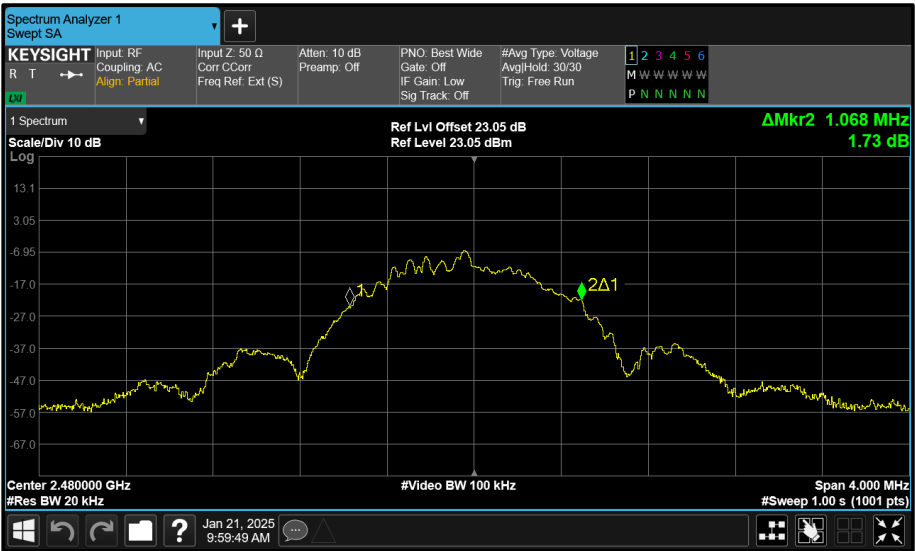 Spectrum Analyzer 1
Swept SA
+
KEYSIGHT
R T
LXI
Input: RF
Coupling: AC
Align: Partial
Input Z: 50 Ω
Corr CCorr
Freq Ref: Ext (S)
Atten: 10 dB
Preamp: Off
PNO: Best Wide
Gate: Off
IF Gain: Low
Sig Track: Off
#Avg Type: Voltage
Avg|Hold: 30/30
Trig: Free Run
1 2 3 4 5 6
M W W W W W
P N N N N N
1 Spectrum
Scale/Div 10 dB
Ref Lvl Offset 23.05 dB
Ref Level 23.05 dBm
ΔMkr2 1.068 MHz
1.73 dB
Log
13.1
3.05
-6.95
-17.0
-27.0
-37.0
-47.0
-57.0
-67.0
1
2Δ1
Center 2.480000 GHz
#Video BW 100 kHz
Span 4.000 MHz
#Res BW 20 kHz
#Sweep 1.00 s (1001 pts)
?
Jan 21, 2025
9:59:49 AM